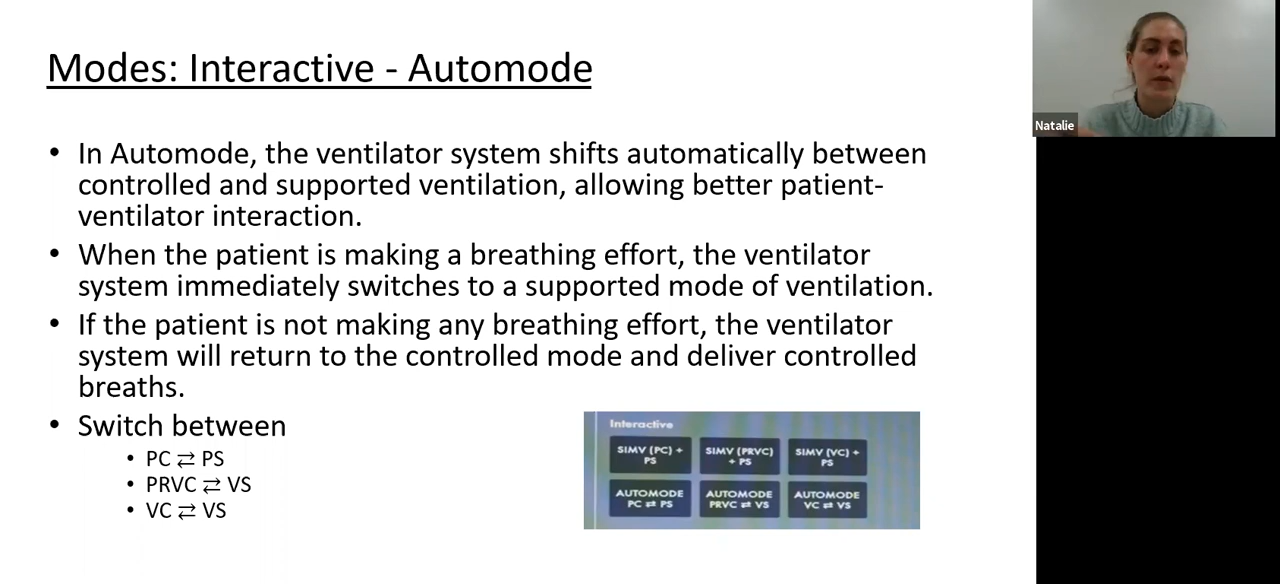 Modes: Interactive - Automode
• In Automode, the ventilator system shifts automatically between
controlled and supported ventilation, allowing better patient-
ventilator interaction.
• When the patient is making a breathing effort, the ventilator
system immediately switches to a supported mode of ventilation.
• If the patient is not making any breathing effort, the ventilator
system will return to the controlled mode and deliver controlled
breaths.
• Switch between
• PC ⇄ PS
• PRVC ⇄ VS
• VC ⇄ VS
Interactive
SIMV (PC) +
PS
SIMV (PRVC)
+ PS
SIMV (VC) +
PS
AUTOMODE
PC ⇄ PS
AUTOMODE
PRVC ⇄ VS
AUTOMODE
VC ⇄ VS
Natalie